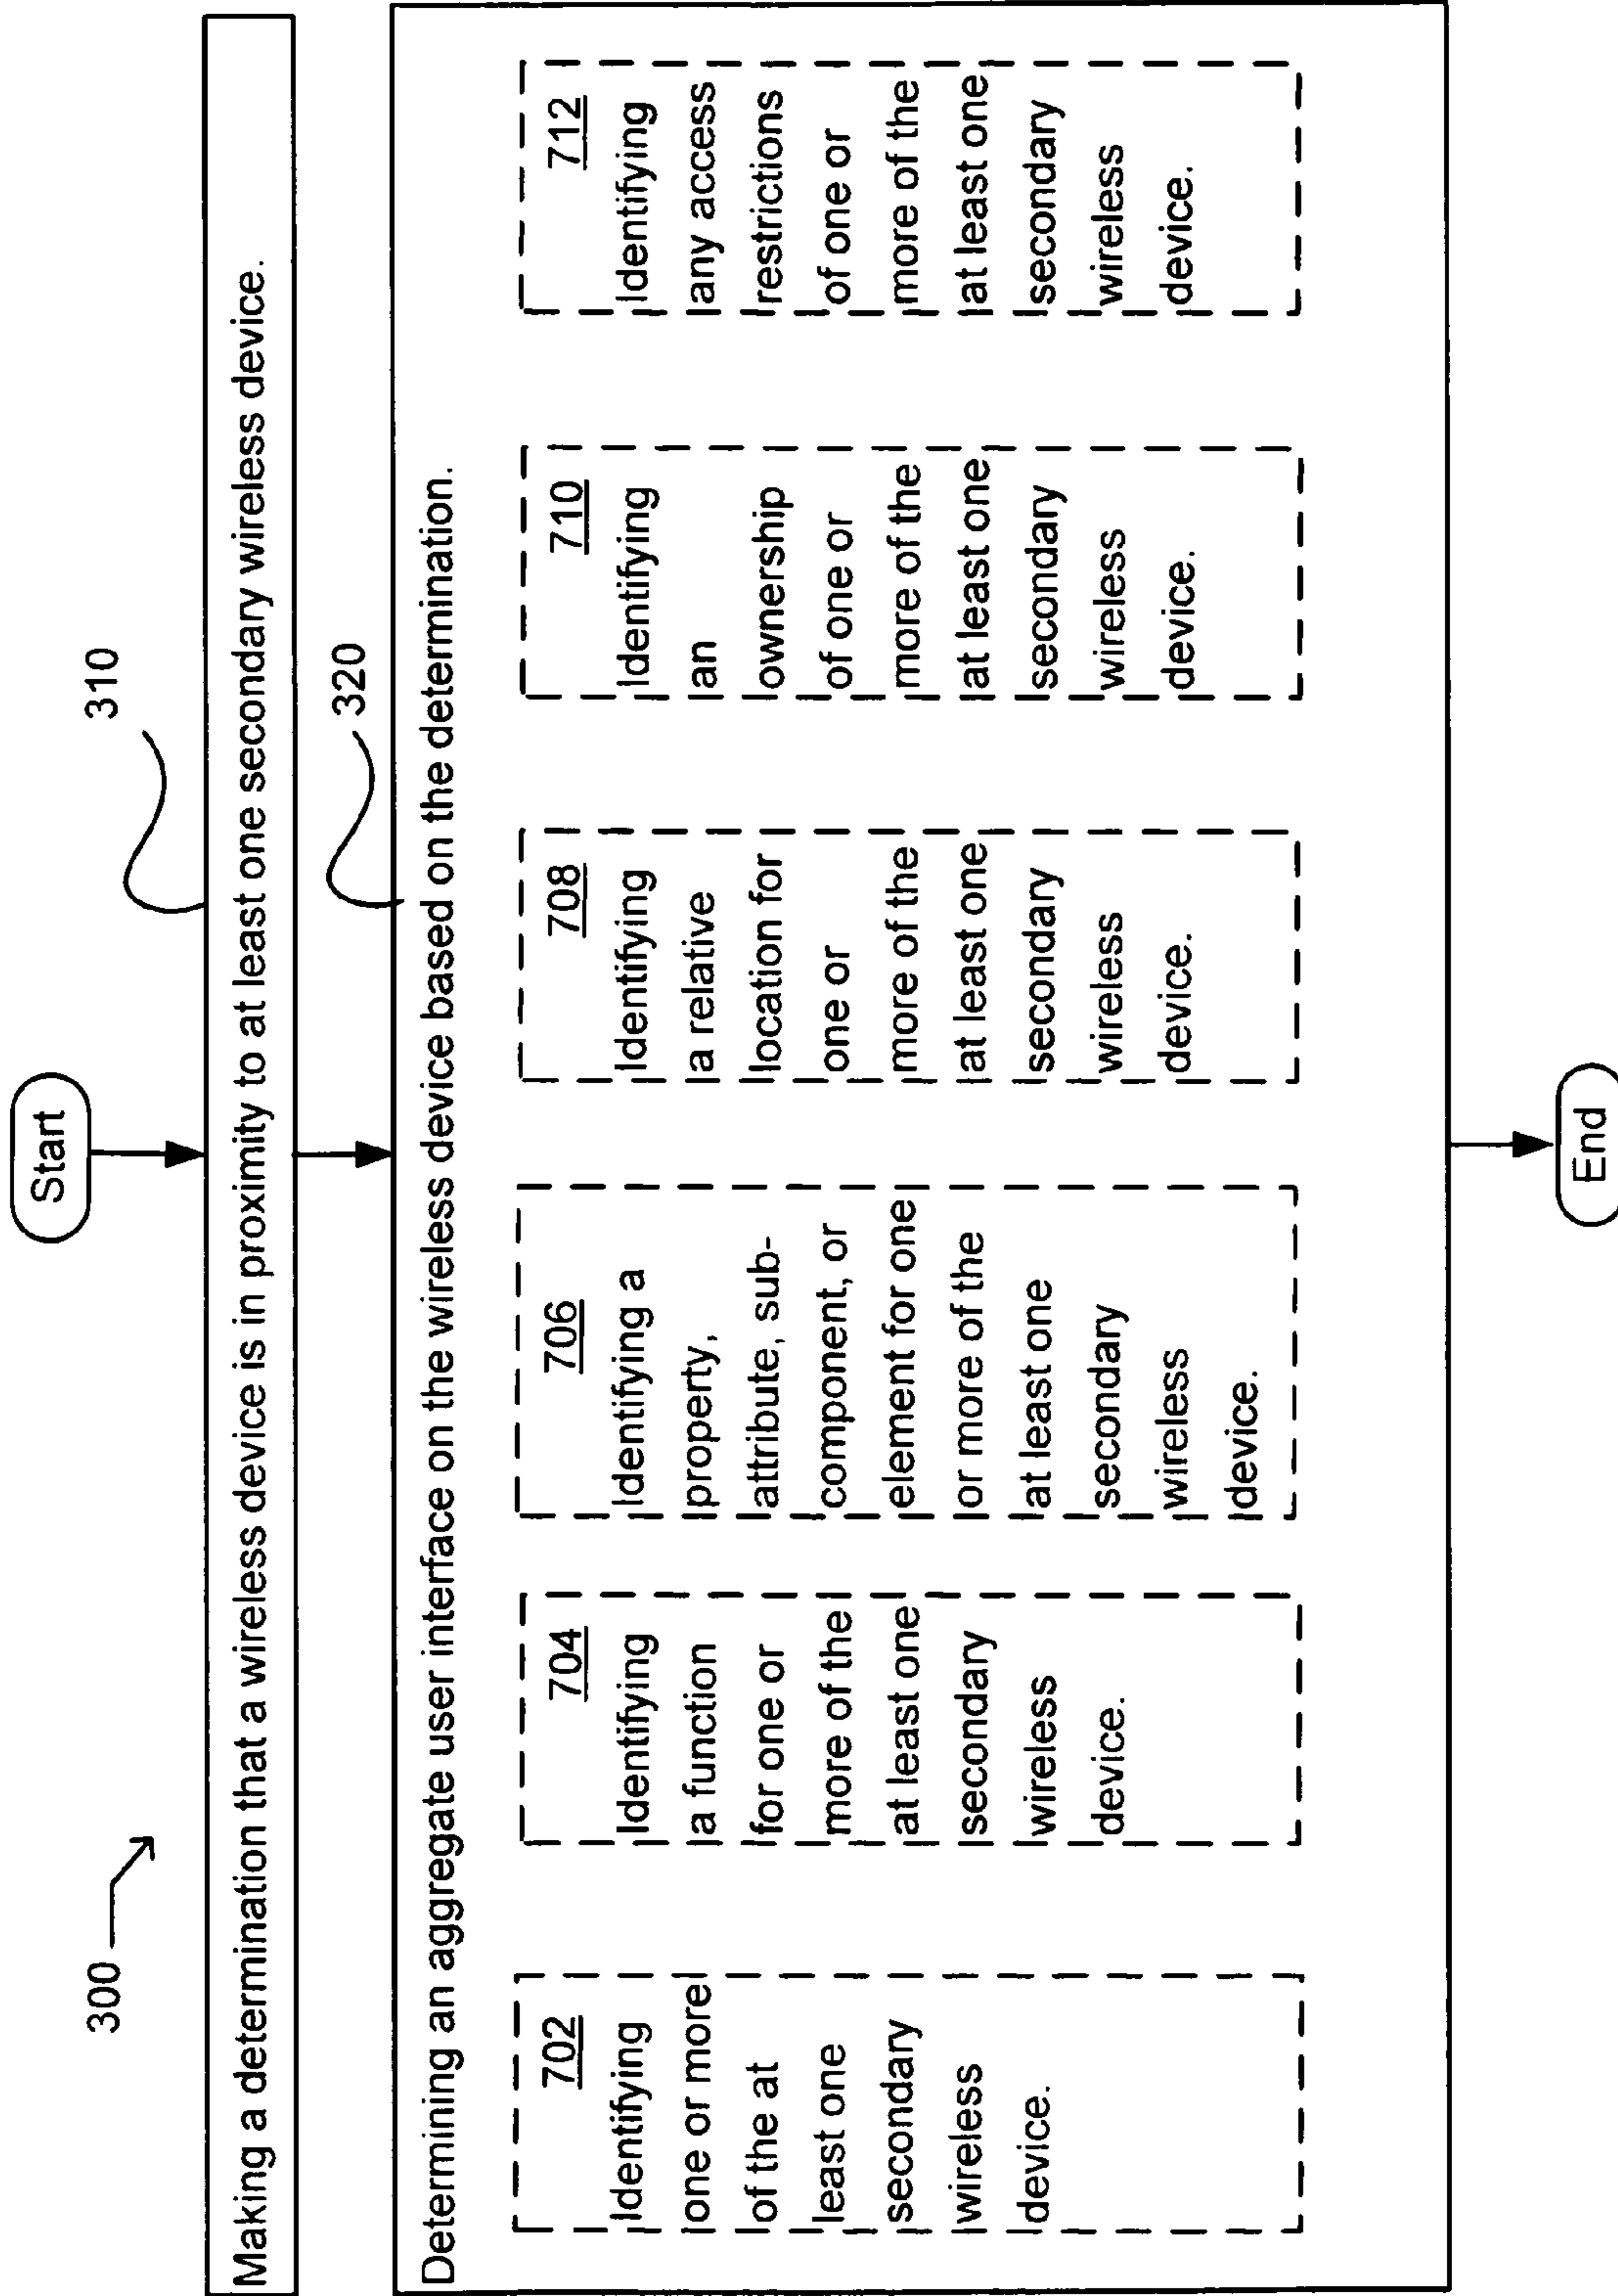 Start
300
310
Making a determination that a wireless device is in proximity to at least one secondary wireless device.
320
Determining an aggregate user interface on the wireless device based on the determination.
702
Identifying
one or more
of the at
least one
secondary
wireless
device.
704
Identifying
a function
for one or
more of the
at least one
secondary
wireless
device.
706
Identifying a
property,
attribute, sub-
component, or
element for one
or more of the
at least one
secondary
wireless
device.
708
Identifying
a relative
location for
one or
more of the
at least one
secondary
wireless
device.
710
Identifying
an
ownership
of one or
more of the
at least one
secondary
wireless
device.
712
Identifying
any access
restrictions
of one or
more of the
at least one
secondary
wireless
device.
End